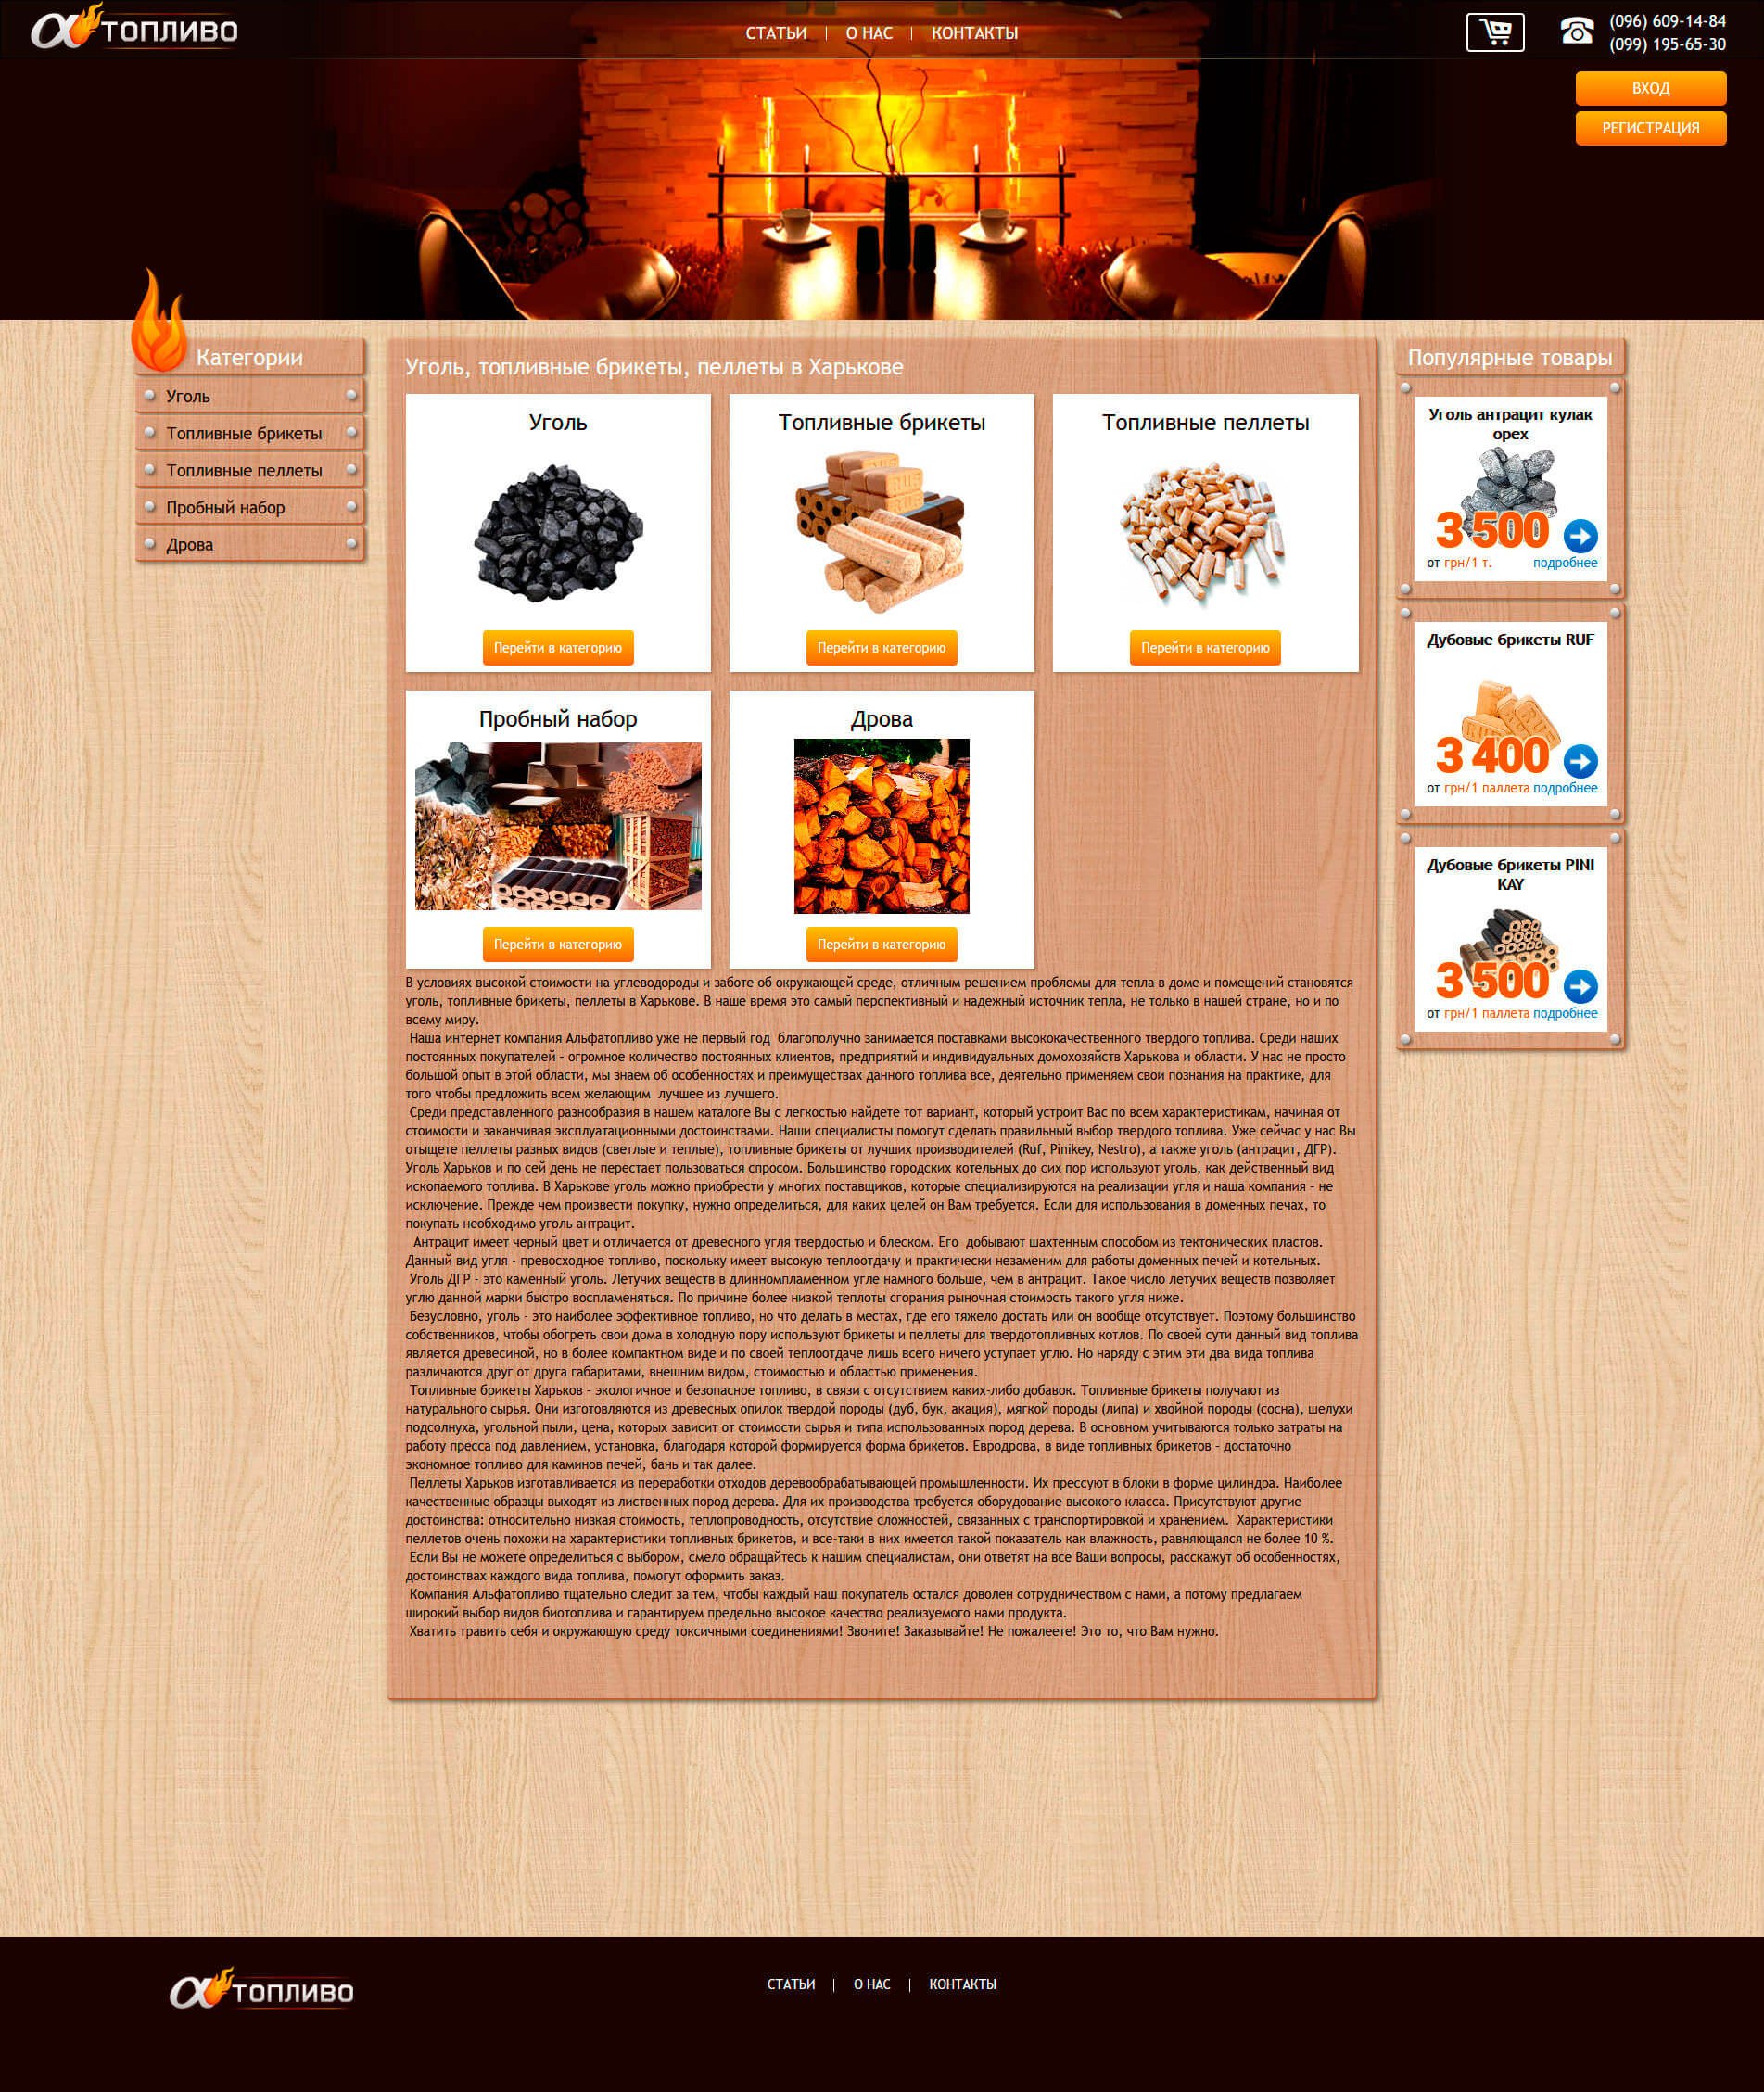 α ТОПЛИВО
СТАТЬИ | О НАС | КОНТАКТЫ
(096) 609-14-84
(099) 195-65-30
ВХОД
РЕГИСТРАЦИЯ
Категории
Уголь
Топливные брикеты
Топливные пеллеты
Пробный набор
Дрова
Уголь, топливные брикеты, пеллеты в Харькове
Уголь
Перейти в категорию
Топливные брикеты
Перейти в категорию
Топливные пеллеты
Перейти в категорию
Пробный набор
Перейти в категорию
Дрова
Перейти в категорию
В условиях высокой стоимости на углеводороды и заботе об окружающей среде, отличным решением проблемы для тепла в доме и помещений становятся
уголь, топливные брикеты, пеллеты в Харькове. В наше время это самый перспективный и надежный источник тепла, не только в нашей стране, но и по
всему миру.
Наша интернет компания Альфатопливо уже не первый год благополучно занимается поставками высококачественного твердого топлива. Среди наших
постоянных покупателей - огромное количество постоянных клиентов, предприятий и индивидуальных домохозяйств Харькова и области. У нас не просто
большой опыт в этой области, мы знаем об особенностях и преимуществах данного топлива все, деятельно применяем свои познания на практике, для
того чтобы предложить всем желающим лучшее из лучшего.
Среди представленного разнообразия в нашем каталоге Вы с легкостью найдете тот вариант, который устроит Вас по всем характеристикам, начиная от
стоимости и заканчивая эксплуатационными достоинствами. Наши специалисты помогут сделать правильный выбор твердого топлива. Уже сейчас у нас Вы
отыщете пеллеты разных видов (светлые и теплые), топливные брикеты от лучших производителей (Ruf, Pinikey, Nestro), а также уголь (антрацит, ДГР).
Уголь Харьков и по сей день не перестает пользоваться спросом. Большинство городских котельных до сих пор используют уголь, как действенный вид
ископаемого топлива. В Харькове уголь можно приобрести у многих поставщиков, которые специализируются на реализации угля и наша компания - не
исключение. Прежде чем произвести покупку, нужно определиться, для каких целей он Вам требуется. Если для использования в доменных печах, то
покупать необходимо уголь антрацит.
Антрацит имеет черный цвет и отличается от древесного угля твердостью и блеском. Его добывают шахтенным способом из тектонических пластов.
Данный вид угля - превосходное топливо, поскольку имеет высокую теплоотдачу и практически незаменим для работы доменных печей и котельных.
Уголь ДГР - это каменный уголь. Летучих веществ в длинномпламенном угле намного больше, чем в антрацит. Такое число летучих веществ позволяет
углю данной марки быстро воспламеняться. По причине более низкой теплоты сгорания рыночная стоимость такого угля ниже.
Безусловно, уголь - это наиболее эффективное топливо, но что делать в местах, где его тяжело достать или он вообще отсутствует. Поэтому большинство
собственников, чтобы обогреть свои дома в холодную пору используют брикеты и пеллеты для твердотопливных котлов. По своей сути данный вид топлива
является древесиной, но в более компактном виде и по своей теплоотдаче лишь всего ничего уступает углю. Но наряду с этим эти два вида топлива
различаются друг от друга габаритами, внешним видом, стоимостью и областью применения.
Топливные брикеты Харьков - экологичное и безопасное топливо, в связи с отсутствием каких-либо добавок. Топливные брикеты получают из
натурального сырья. Они изготовляются из древесных опилок твердой породы (дуб, бук, акация), мягкой породы (липа) и хвойной породы (сосна), шелухи
подсолнуха, угольной пыли, цена, которых зависит от стоимости сырья и типа использованных пород дерева. В основном учитываются только затраты на
работу пресса под давлением, установка, благодаря которой формируется форма брикетов. Евродрова, в виде топливных брикетов - достаточно
экономное топливо для каминов печей, бань и так далее.
Пеллеты Харьков изготавливается из переработки отходов деревообрабатывающей промышленности. Их прессуют в блоки в форме цилиндра. Наиболее
качественные образцы выходят из лиственных пород дерева. Для их производства требуется оборудование высокого класса. Присутствуют другие
достоинства: относительно низкая стоимость, теплопроводность, отсутствие сложностей, связанных с транспортировкой и хранением. Характеристики
пеллетов очень похожи на характеристики топливных брикетов, и все-таки в них имеется такой показатель как влажность, равняющаяся не более 10 %.
Если Вы не можете определиться с выбором, смело обращайтесь к нашим специалистам, они ответят на все Ваши вопросы, расскажут об особенностях,
достоинствах каждого вида топлива, помогут оформить заказ.
Компания Альфатопливо тщательно следит за тем, чтобы каждый наш покупатель остался доволен сотрудничеством с нами, а потому предлагаем
широкий выбор видов биотоплива и гарантируем предельно высокое качество реализуемого нами продукта.
Хватить травить себя и окружающую среду токсичными соединениями! Звоните! Заказывайте! Не пожалеете! Это то, что Вам нужно.
Популярные товары
Уголь антрацит кулак
орех
3 500
от грн/1 т. подробнее
Дубовые брикеты RUF
3 400
от грн/1 паллета подробнее
Дубовые брикеты PINI
KAY
3 500
от грн/1 паллета подробнее
α ТОПЛИВО
СТАТЬИ | О НАС | КОНТАКТЫ